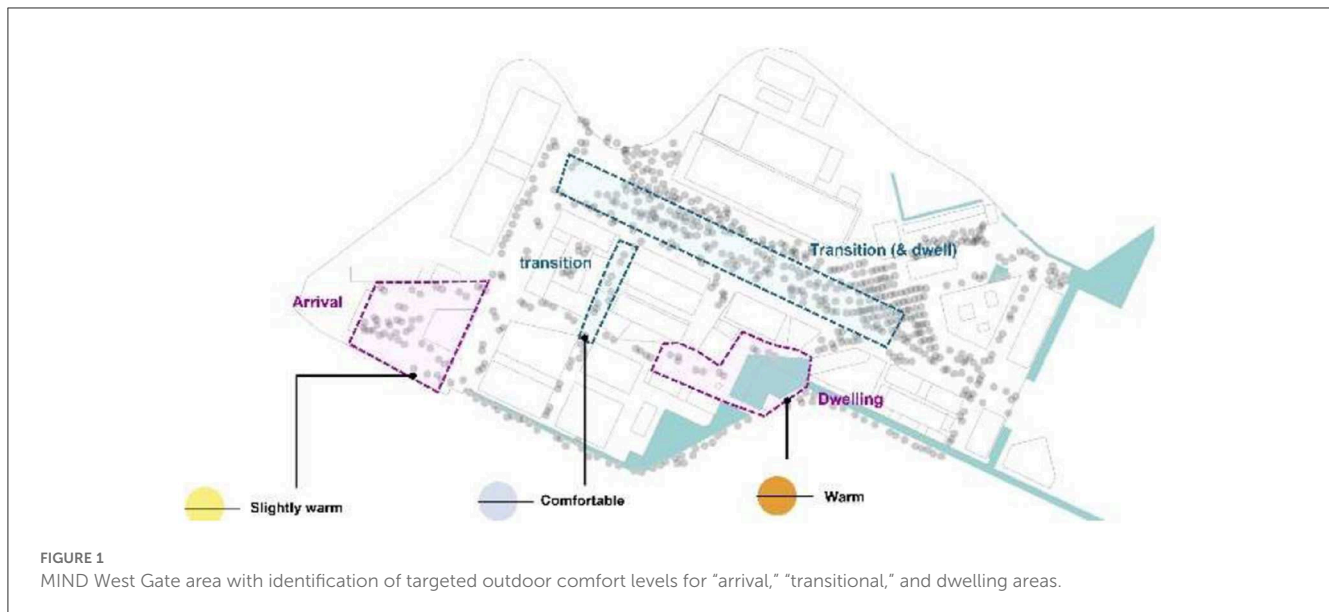 Transition (& dwell)
transition
Arrival
Dwelling
Slightly warm
Comfortable
Warm
FIGURE 1
MIND West Gate area with identification of targeted outdoor comfort levels for “arrival,” “transitional,” and dwelling areas.